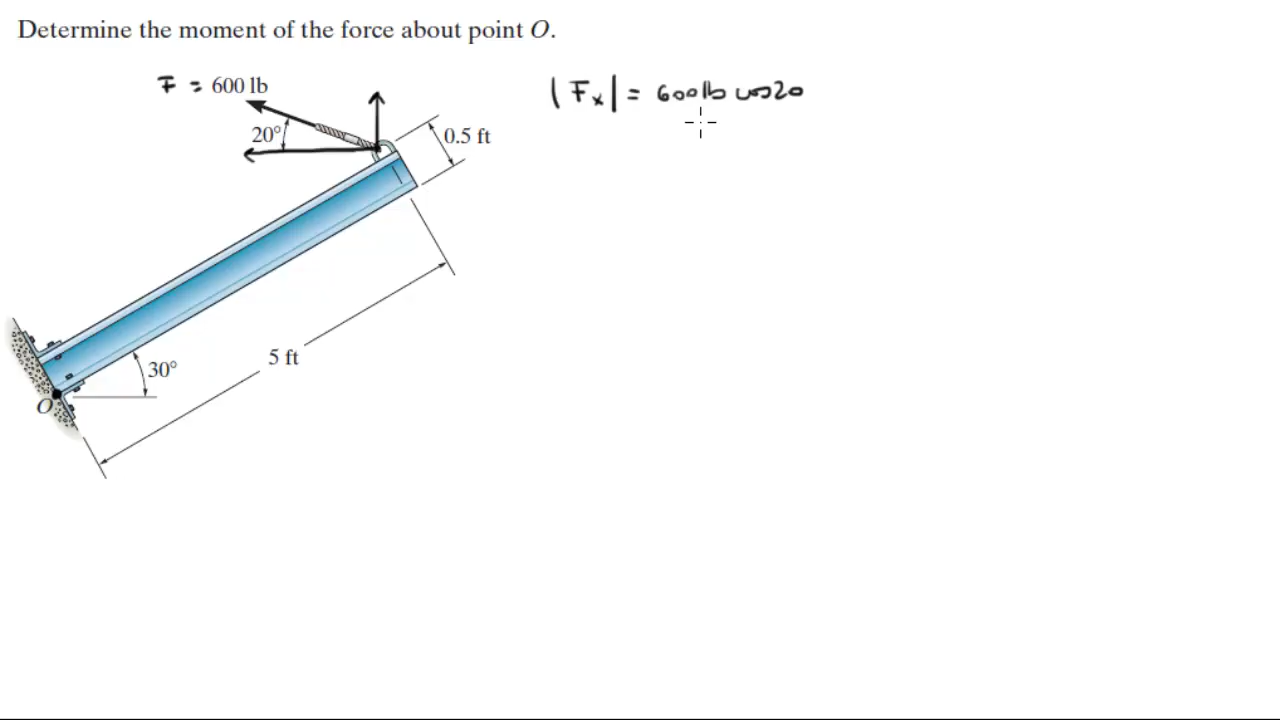 Determine the moment of the force about point O.
F = 600 lb
|Fx| = 600lb cos20
20°
0.5 ft
5 ft
30°
O